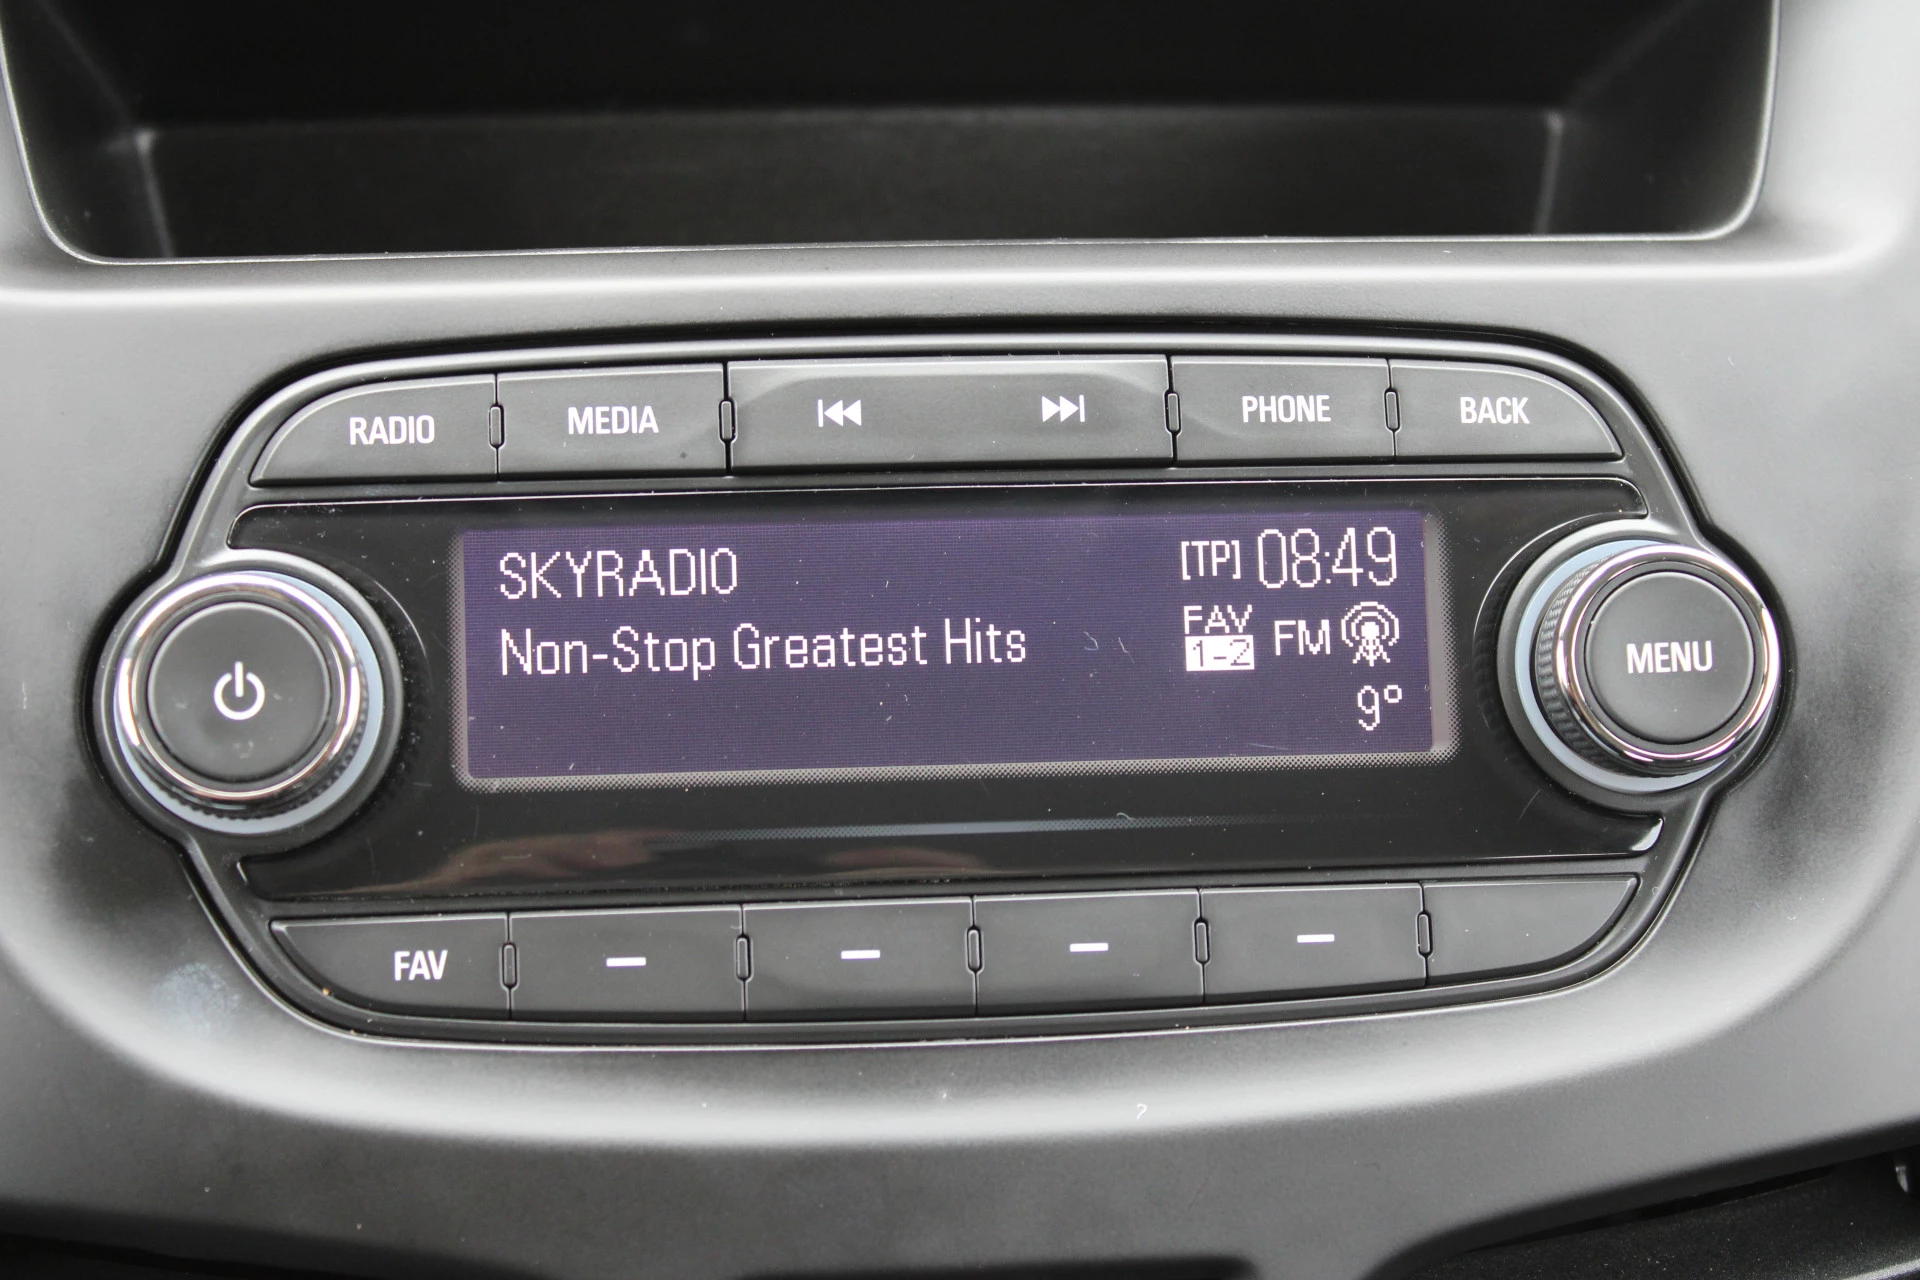 RADIO MEDIA PHONE BACK
SKYRADIO [TP] 08:49
Non-Stop Greatest Hits FAV 1-2 FM
9°
MENU
FAV